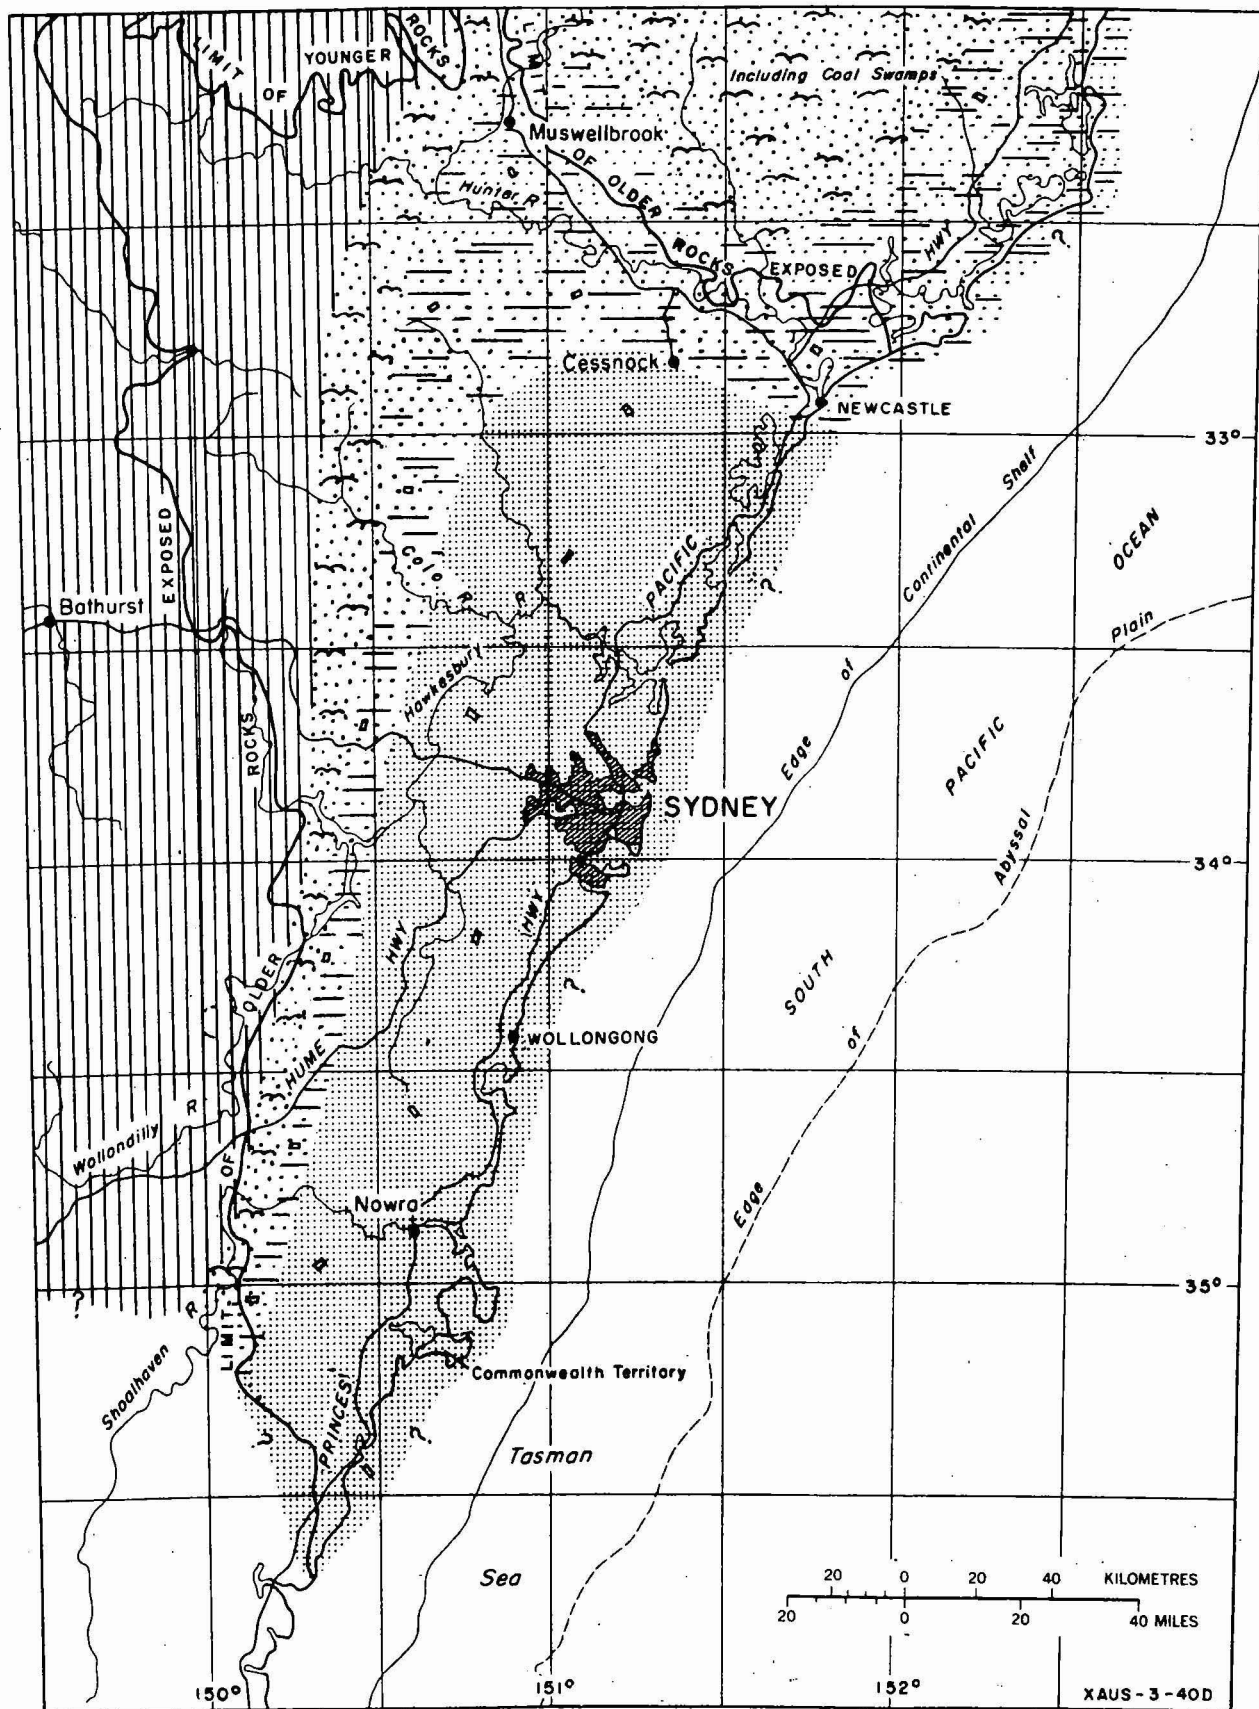 LIMIT OF YOUNGER ROCKS
LIMIT
Including Coal Swamps
Muswellbrook
OF OLDER ROCKS EXPOSED
Hunter R
HWY
?
Cessnock
NEWCASTLE
33°
Edge of Continental Shelf
EXPOSED
Colo R
R
PACIFIC
?
OCEAN
Bathurst
Plain
Hawkesbury
ROCKS
PACIFIC
SYDNEY
34°
Abyssal
HWY
HWY
OLDER
?
SOUTH
WOLLONGONG
of
HUME
Wollondilly R
OF
Nowra
Edge
35°
?
R
LIMIT
Shoalhaven
Commonwealth Territory
PRINCES'
?
?
Tasman
Sea
20 0 20 40 KILOMETRES
20 0 20 40 MILES
150°
151°
152°
XAUS-3-40D